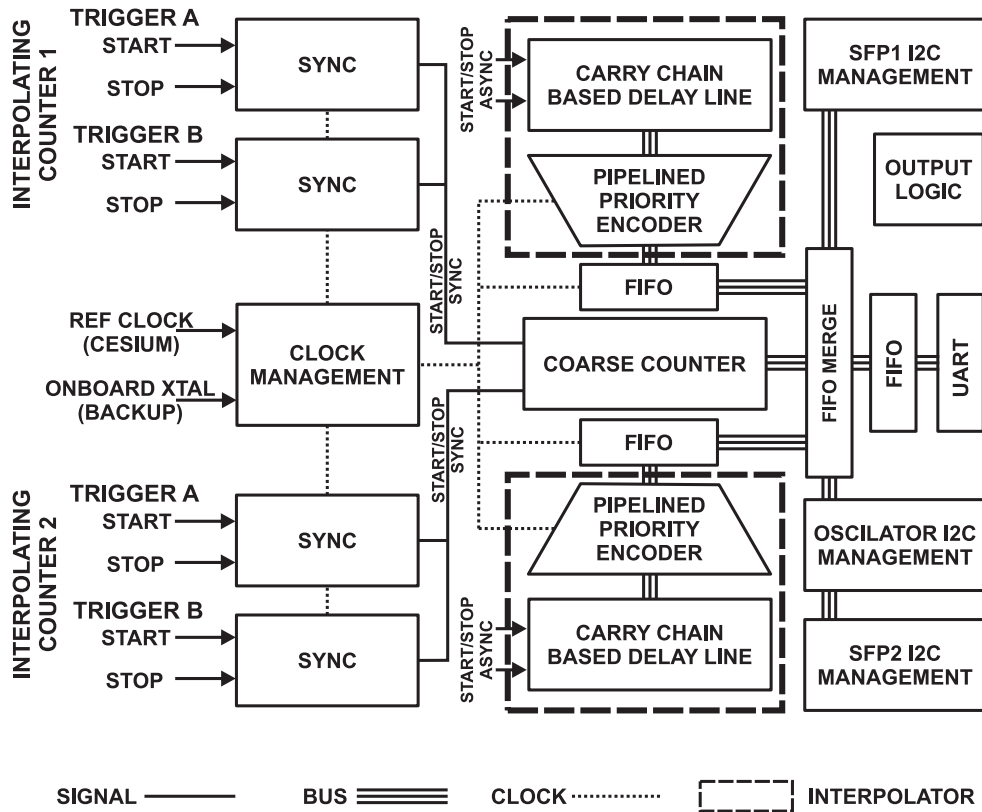 INTERPOLATING
COUNTER 1
TRIGGER A
START
STOP
SYNC
TRIGGER B
START
STOP
SYNC
REF CLOCK
(CESIUM)
ONBOARD XTAL
(BACKUP)
CLOCK
MANAGEMENT
INTERPOLATING
COUNTER 2
TRIGGER A
START
STOP
SYNC
TRIGGER B
START
STOP
SYNC
START/STOP
SYNC
START/STOP
SYNC
START/STOP
ASYNC
CARRY CHAIN
BASED DELAY LINE
PIPELINED
PRIORITY
ENCODER
FIFO
COARSE COUNTER
FIFO
PIPELINED
PRIORITY
ENCODER
START/STOP
ASYNC
CARRY CHAIN
BASED DELAY LINE
SFP1 I2C
MANAGEMENT
OUTPUT
LOGIC
FIFO MERGE
FIFO
UART
OSCILATOR I2C
MANAGEMENT
SFP2 I2C
MANAGEMENT
SIGNAL
BUS
CLOCK
INTERPOLATOR